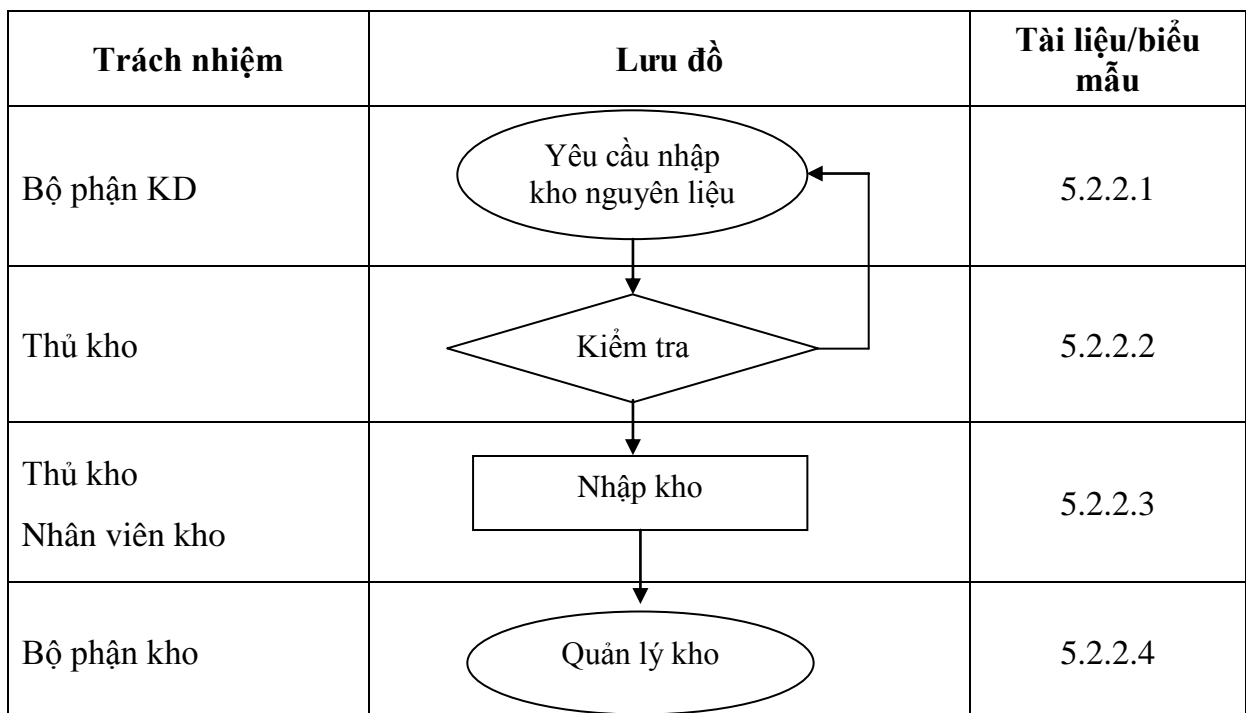 Trách nhiệm
Lưu đồ
Tài liệu/biểu
mẫu
Bộ phận KD
Yêu cầu nhập
kho nguyên liệu
5.2.2.1
Thủ kho
Kiểm tra
5.2.2.2
Thủ kho
Nhân viên kho
Nhập kho
5.2.2.3
Bộ phận kho
Quản lý kho
5.2.2.4